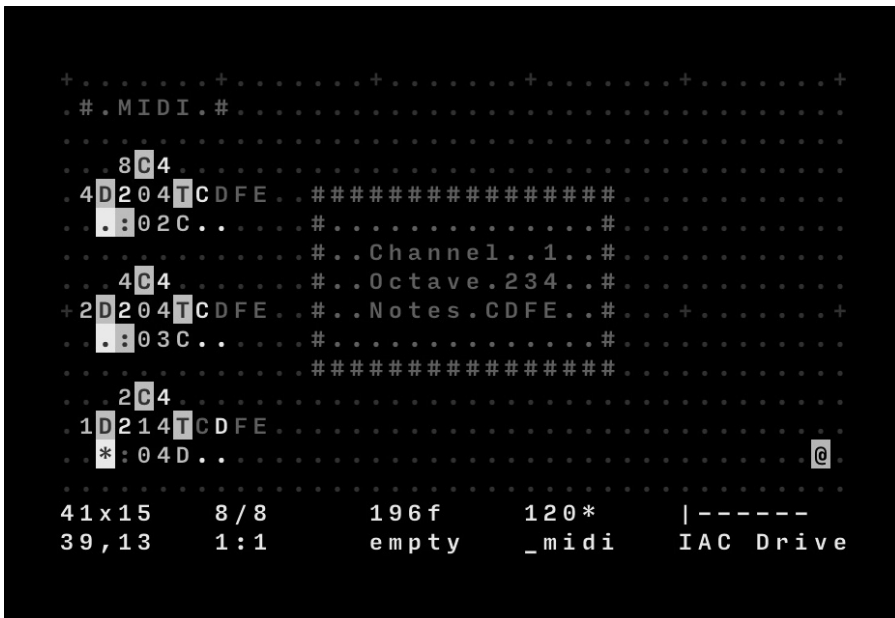 +.......+.......+.......+.......+.......+
.#.MIDI.#................................
.........................................
...8C4...................................
.4D204TCDFE..################............
...:02C......#..............#............
.............#..Channel..1..#............
...4C4.......#..Octave.234..#............
+2D204TCDFE..#..Notes.CDFE..#...+.......+
...:03C......#..............#............
.............################............
...2C4...................................
.1D214TCDFE..............................
..*:04D................................@.
.........................................
41x15 8/8 196f 120* |------
39,13 1:1 empty _midi IAC Drive